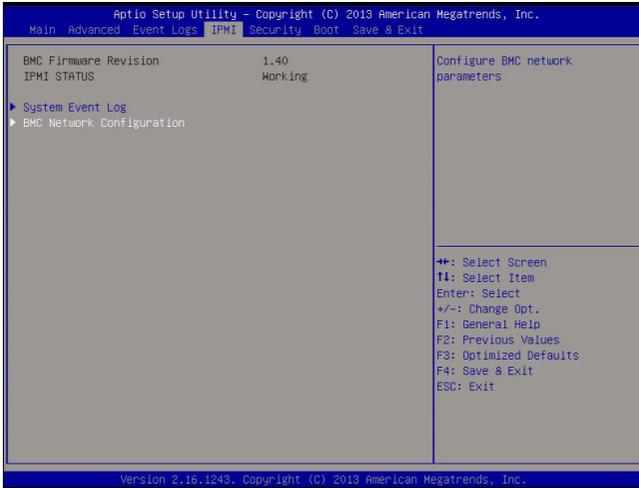 Aptio Setup Utility – Copyright (C) 2013 American Megatrends, Inc.
Main Advanced Event Logs IPMI Security Boot Save & Exit
BMC Firmware Revision 1.40
IPMI STATUS Working
System Event Log
BMC Network Configuration
Configure BMC network
parameters
→←: Select Screen
↑↓: Select Item
Enter: Select
+/-: Change Opt.
F1: General Help
F2: Previous Values
F3: Optimized Defaults
F4: Save & Exit
ESC: Exit
Version 2.16.1243. Copyright (C) 2013 American Megatrends, Inc.